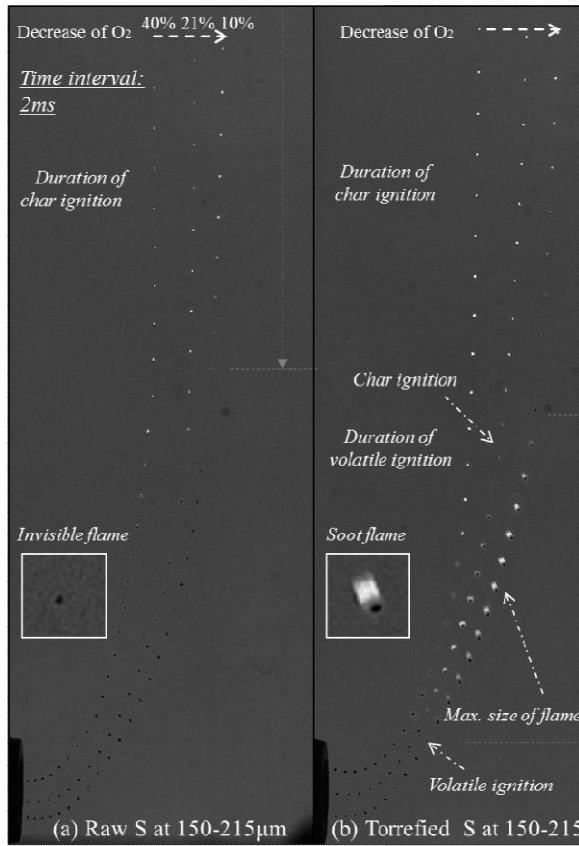 Decrease of O₂
40% 21% 10%
Time interval:
2ms
Duration of
char ignition
Invisible flame
(a) Raw S at 150-215μm
Decrease of O₂
Duration of
char ignition
Char ignition
Duration of
volatile ignition
Soot flame
Max. size of flame
Volatile ignition
(b) Torrefied S at 150-215